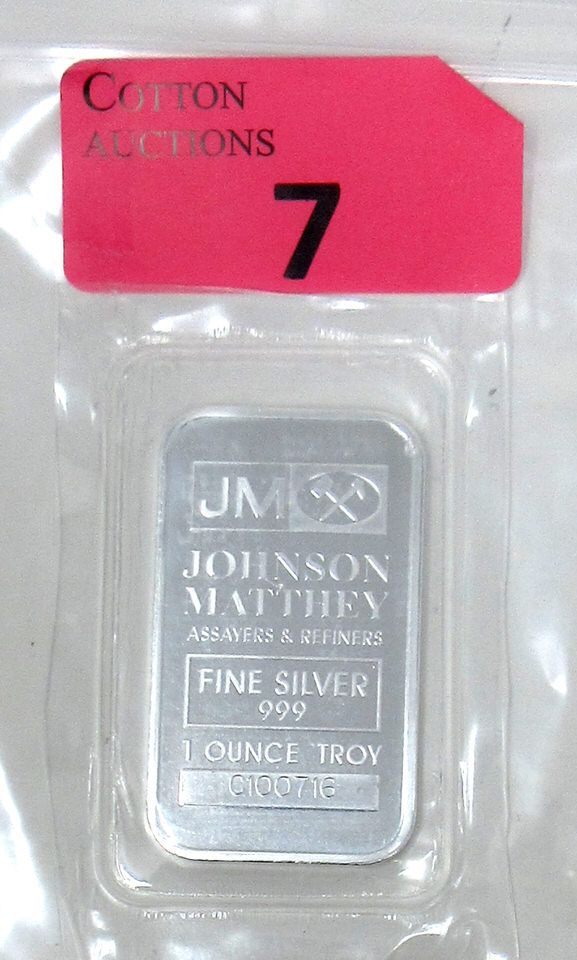 COTTON
AUCTIONS
7
JM
JOHNSON
MATTHEY
ASSAYERS & REFINERS
FINE SILVER
999
1 OUNCE TROY
C100716